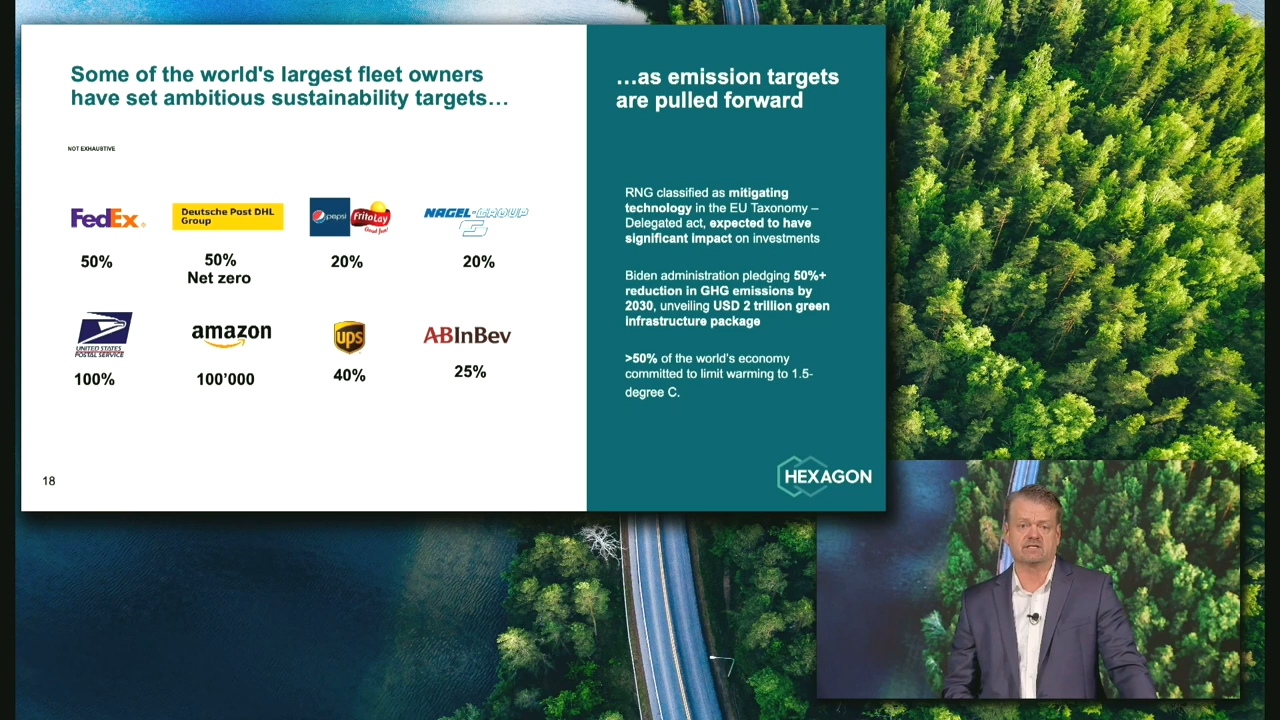 Some of the world's largest fleet owners
have set ambitious sustainability targets…
NOT EXHAUSTIVE
FedEx®
Deutsche Post DHL
Group
pepsi
Frito Lay
Good fun!
NAGEL-GROUP
50%
50%
Net zero
20%
20%
UNITED STATES
POSTAL SERVICE
amazon
ups
ABInBev
100%
100’000
40%
25%
18
…as emission targets
are pulled forward
RNG classified as mitigating
technology in the EU Taxonomy –
Delegated act, expected to have
significant impact on investments
Biden administration pledging 50%+
reduction in GHG emissions by
2030, unveiling USD 2 trillion green
infrastructure package
>50% of the world’s economy
committed to limit warming to 1.5-
degree C.
HEXAGON